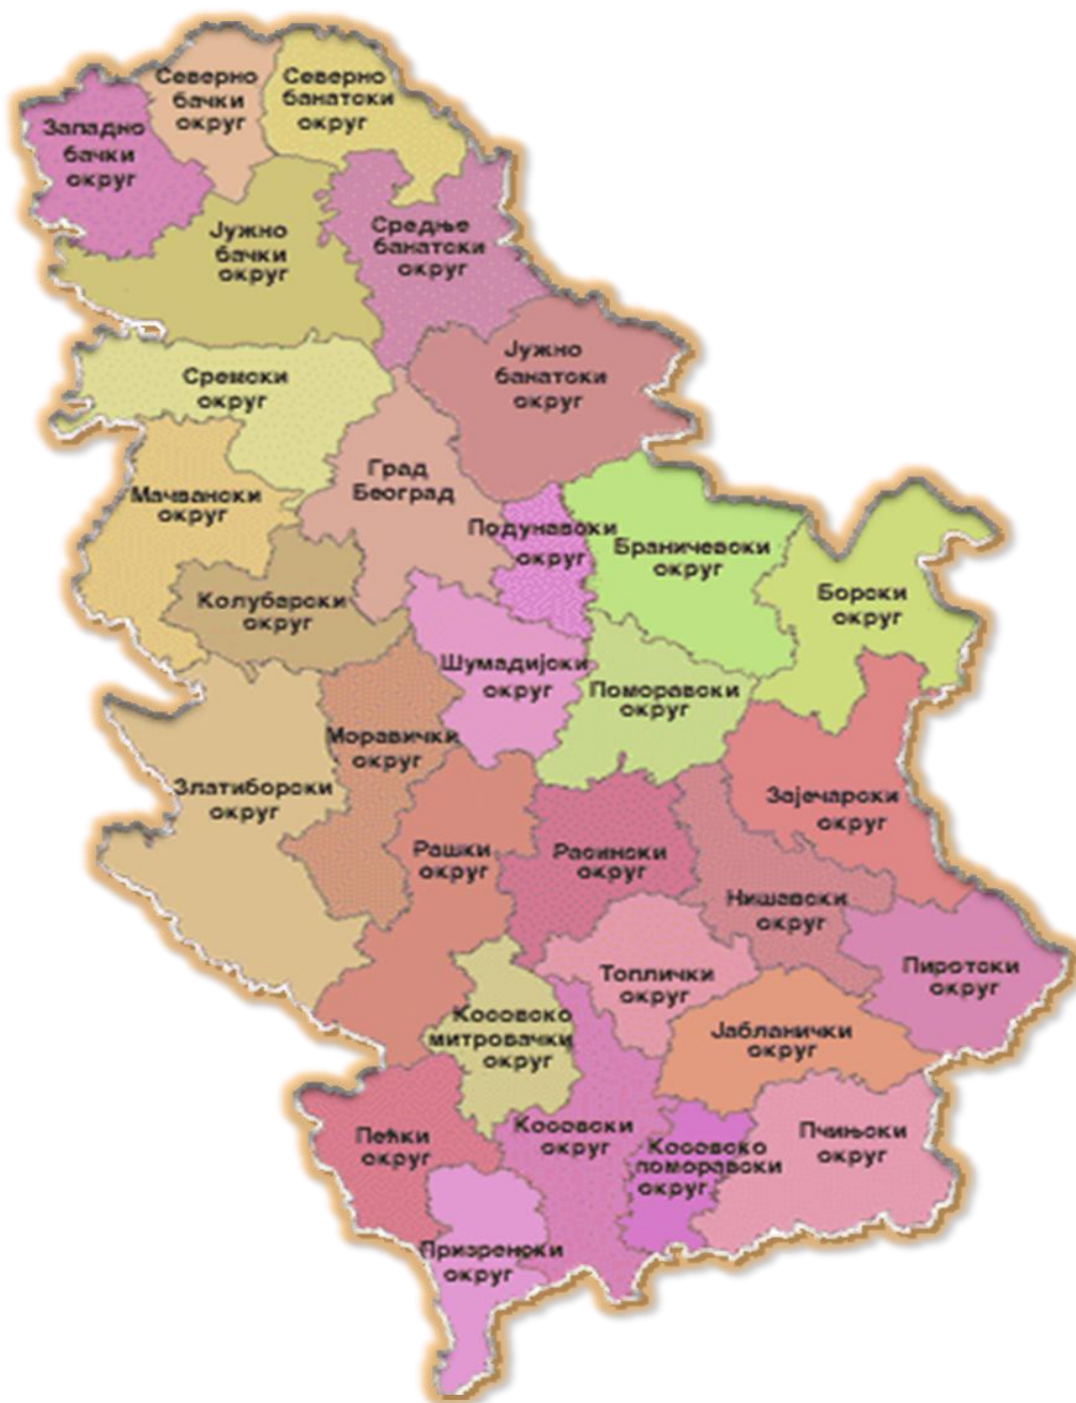 Северно
бачки
округ
Северно
банатски
округ
Западно
бачки
округ
Јужно
бачки
округ
Средње
банатски
округ
Јужно
банатски
округ
Сремски
округ
Град
Београд
Мачвански
округ
Подунавски
округ
Браничевски
округ
Борски
округ
Колубарски
округ
Шумадијски
округ
Поморавски
округ
Моравички
округ
Златиборски
округ
Зајечарски
округ
Рашки
округ
Расински
округ
Нишавски
округ
Топлички
округ
Пиротски
округ
Косовско
митровачки
округ
Јабланички
округ
Пећки
округ
Косовски
округ
Косовско
поморавски
округ
Пчињски
округ
Призренски
округ